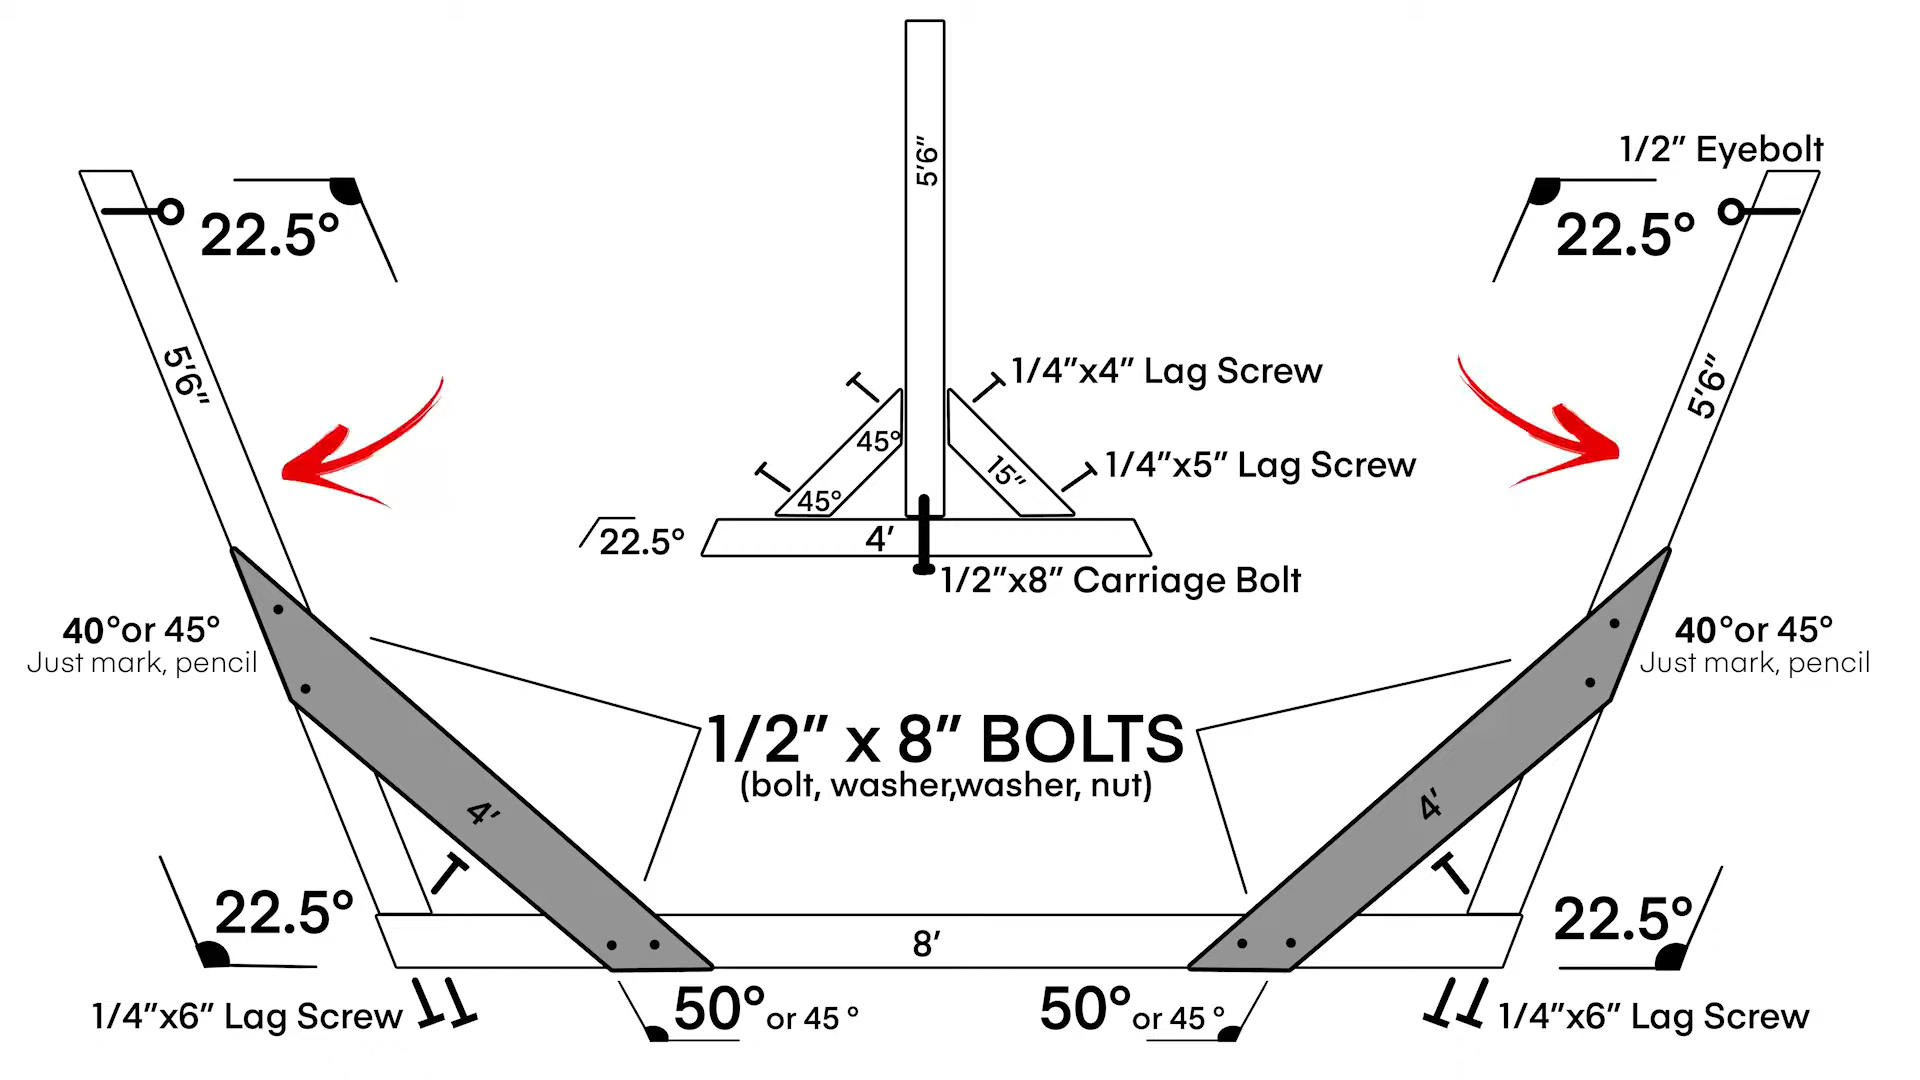 5'6"
1/2" Eyebolt
22.5°
22.5°
5'6"
5'6"
1/4"x4" Lag Screw
45°
15"
1/4"x5" Lag Screw
45°
22.5°
4'
1/2"x8" Carriage Bolt
40°or 45°
Just mark, pencil
40°or 45°
Just mark, pencil
1/2" x 8" BOLTS
(bolt, washer,washer, nut)
4'
4'
22.5°
22.5°
8'
1/4"x6" Lag Screw
50° or 45°
50° or 45°
1/4"x6" Lag Screw